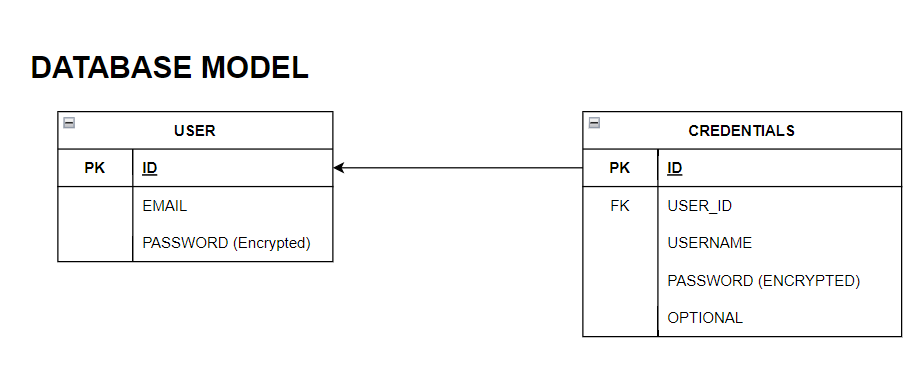 DATABASE MODEL
USER
PK ID
EMAIL
PASSWORD (Encrypted)
CREDENTIALS
PK ID
FK USER_ID
USERNAME
PASSWORD (ENCRYPTED)
OPTIONAL